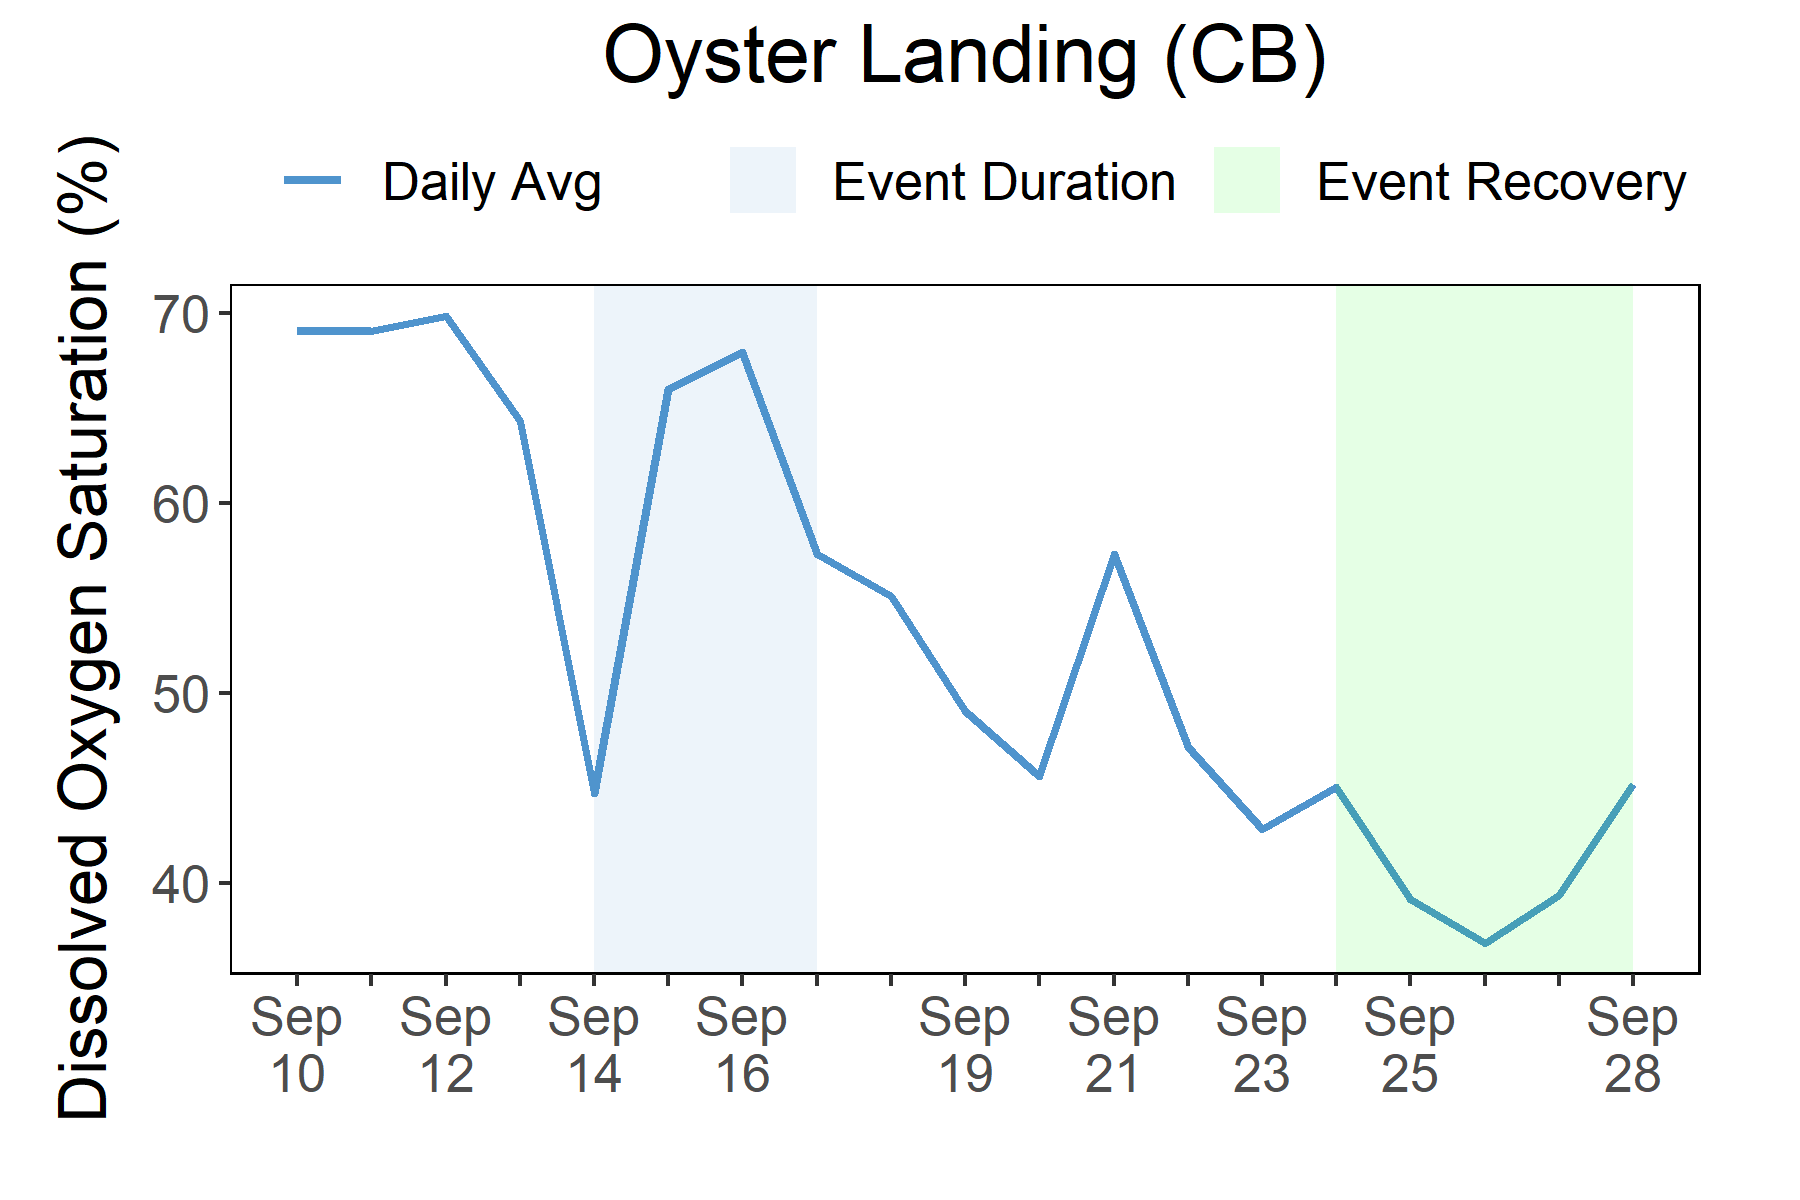 Oyster Landing (CB)
Daily Avg
Event Duration
Event Recovery
Dissolved Oxygen Saturation (%)
70
60
50
40
Sep 10
Sep 12
Sep 14
Sep 16
Sep 19
Sep 21
Sep 23
Sep 25
Sep 28